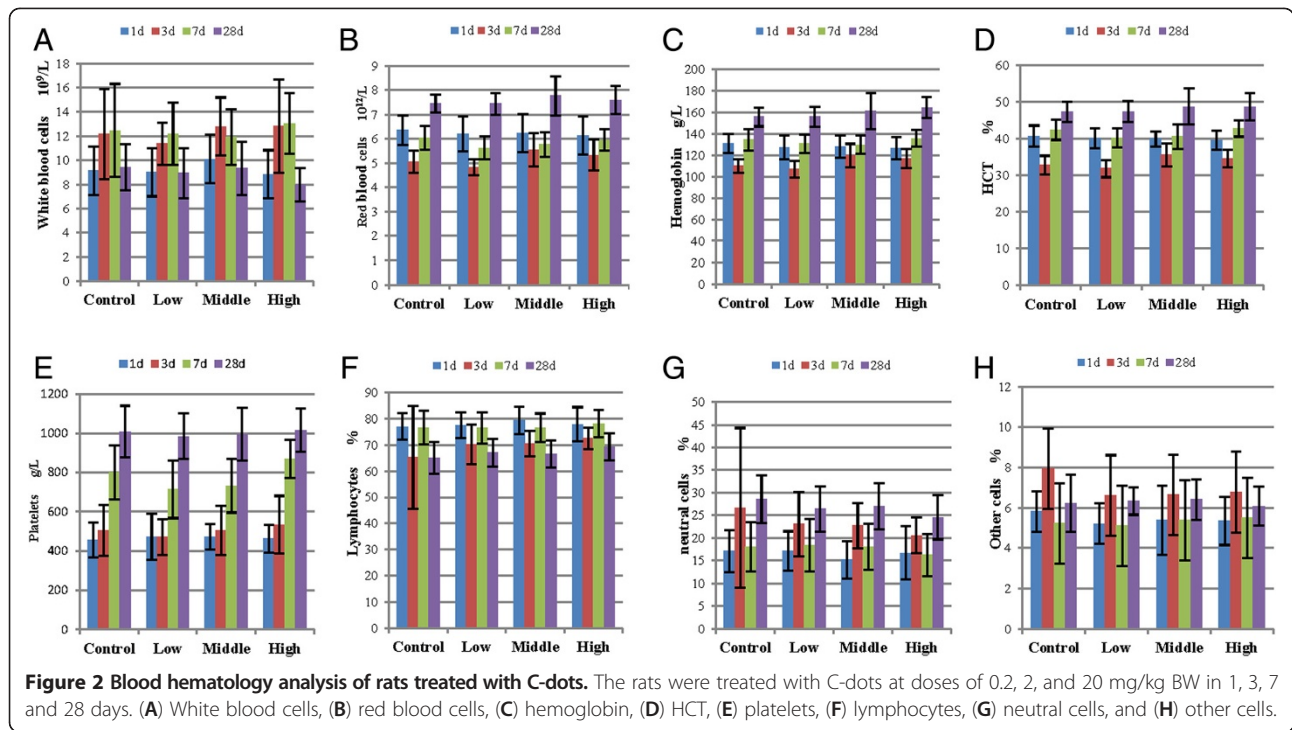 A 1d 3d 7d 28d
White blood cells 10⁹/L
18
16
14
12
10
8
6
4
2
0
Control Low Middle High
B 1d 3d 7d 28d
Red blood cells 10¹²/L
9
8
7
6
5
4
3
2
1
0
Control Low Middle High
C 1d 3d 7d 28d
Hemoglobin g/L
200
180
160
140
120
100
80
60
40
20
0
Control Low Middle High
D 1d 3d 7d 28d
HCT %
60
50
40
30
20
10
0
Control Low Middle High
E 1d 3d 7d 28d
Platelets g/L
1200
1000
800
600
400
200
0
Control Low Middle High
F 1d 3d 7d 28d
Lymphocytes %
90
80
70
60
50
40
30
20
10
0
Control Low Middle High
G 1d 3d 7d 28d
neutral cells %
50
45
40
35
30
25
20
15
10
5
0
Control Low Middle High
H 1d 3d 7d 28d
Other cells %
12
10
8
6
4
2
0
Control Low Middle High
Figure 2 Blood hematology analysis of rats treated with C-dots. The rats were treated with C-dots at doses of 0.2, 2, and 20 mg/kg BW in 1, 3, 7
and 28 days. (A) White blood cells, (B) red blood cells, (C) hemoglobin, (D) HCT, (E) platelets, (F) lymphocytes, (G) neutral cells, and (H) other cells.